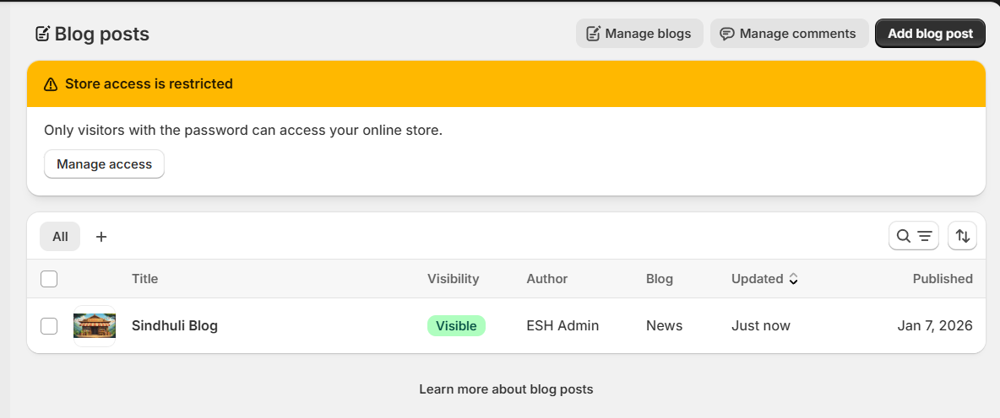 Blog posts
Manage blogs
Manage comments
Add blog post
Store access is restricted
Only visitors with the password can access your online store.
Manage access
All
Title Visibility Author Blog Updated Published
Sindhuli Blog Visible ESH Admin News Just now Jan 7, 2026
Learn more about blog posts